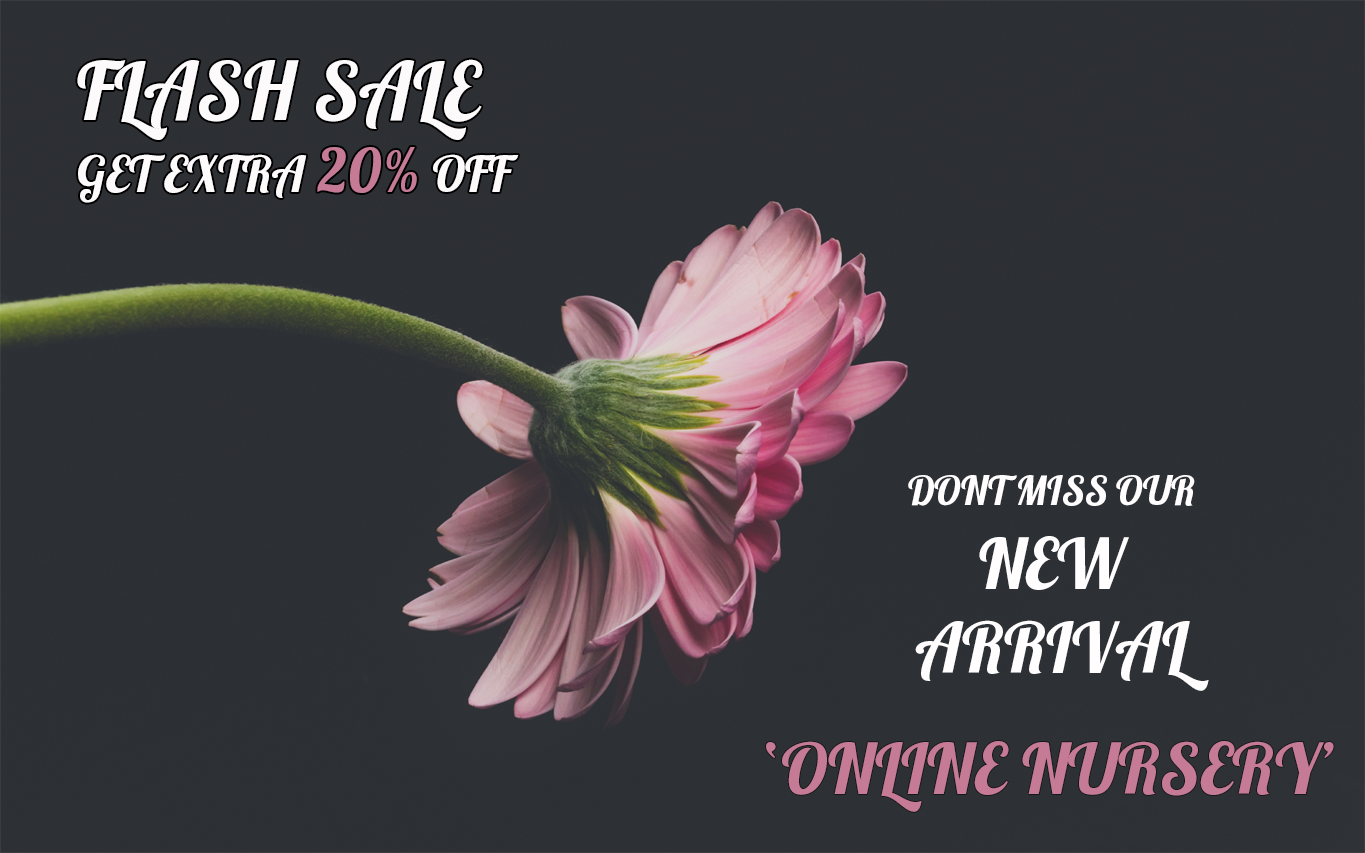 FLASH SALE
GET EXTRA 20% OFF
DONT MISS OUR
NEW
ARRIVAL
‘ONLINE NURSERY’